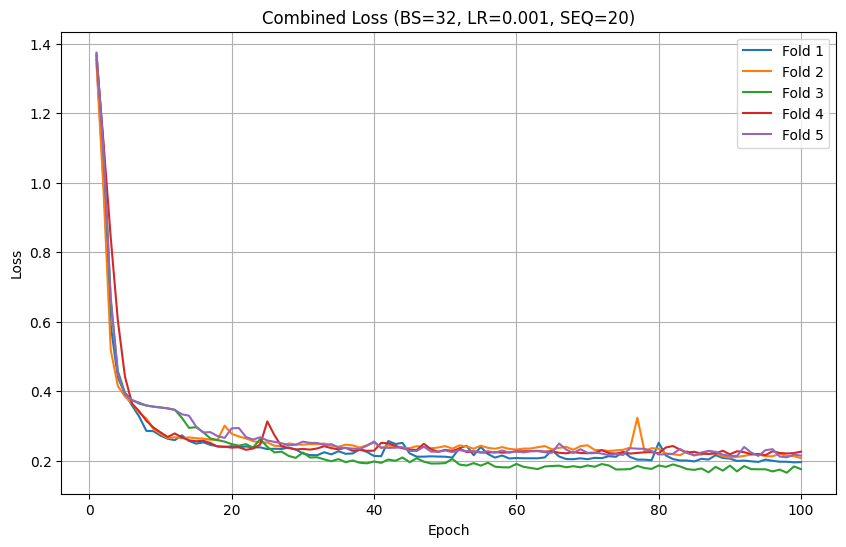 Combined Loss (BS=32, LR=0.001, SEQ=20)
Fold 1
Fold 2
Fold 3
Fold 4
Fold 5
Loss
1.4
1.2
1.0
0.8
0.6
0.4
0.2
0 20 40 60 80 100
Epoch